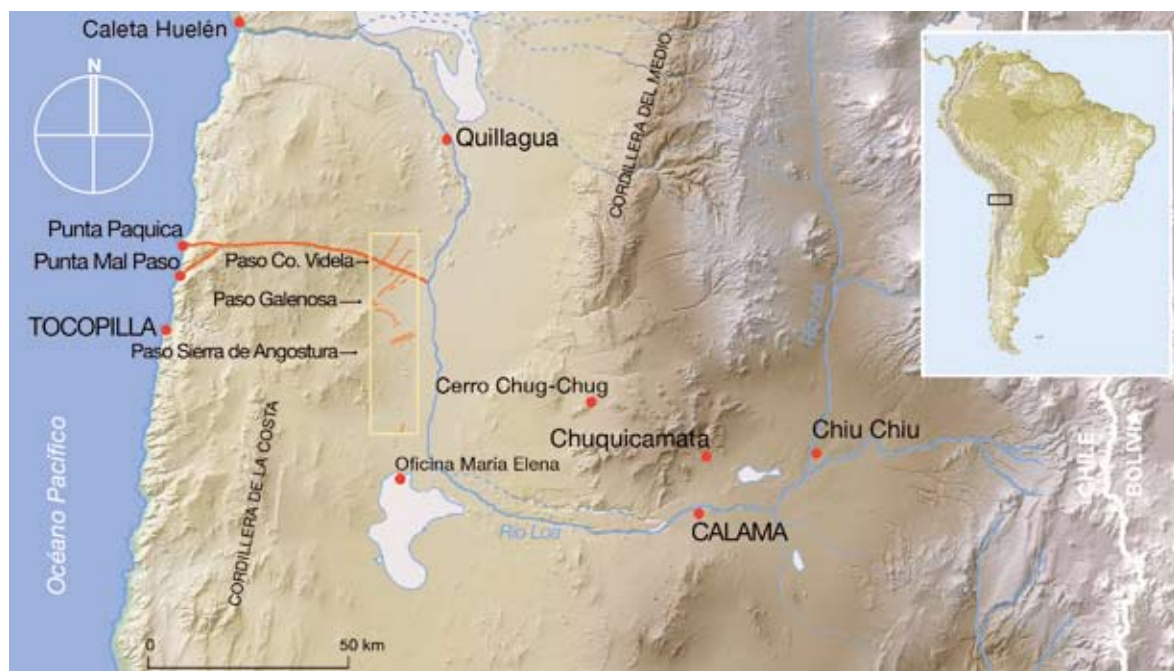 Caleta Huelén
N
Quillagua
CORDILLERA DEL MEDIO
Punta Paquica
Punta Mal Paso
Paso Co. Videla
Paso Galenosa
TOCOPILLA
Paso Sierra de Angostura
Cerro Chug-Chug
Chuquicamata
Chiu Chiu
Río Loa
Oficina María Elena
CORDILLERA DE LA COSTA
Océano Pacífico
Río Loa
CALAMA
CHILE
BOLIVIA
0 50 km